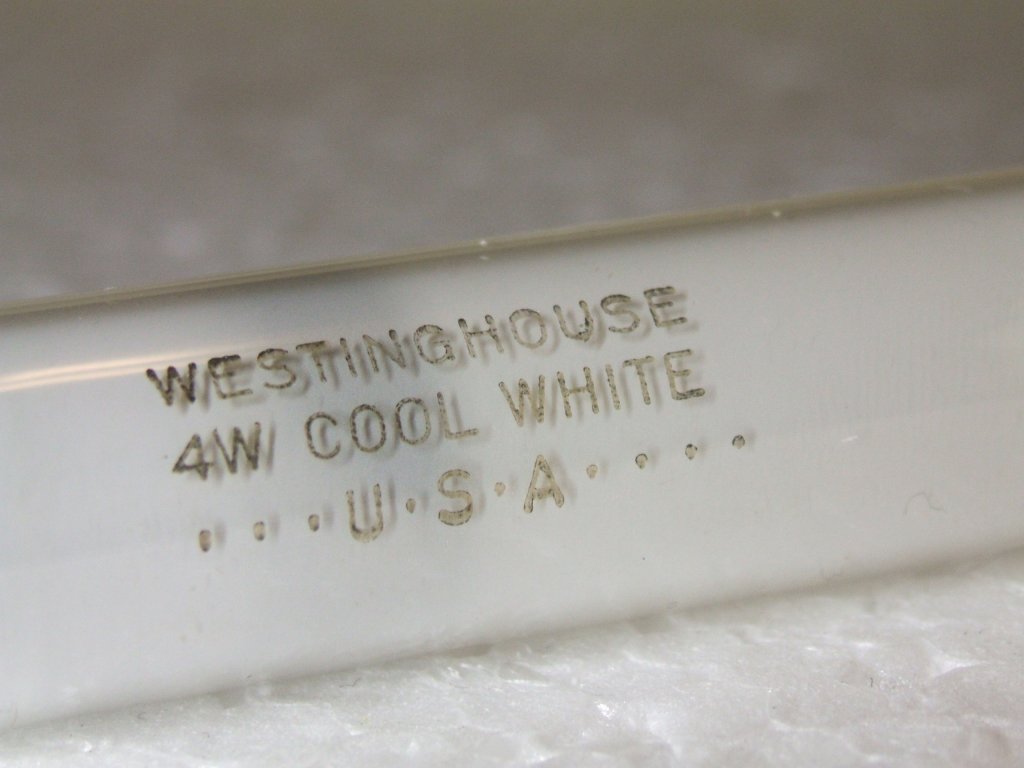 WESTINGHOUSE
4W COOL WHITE
· · · U · S · A · · · ·